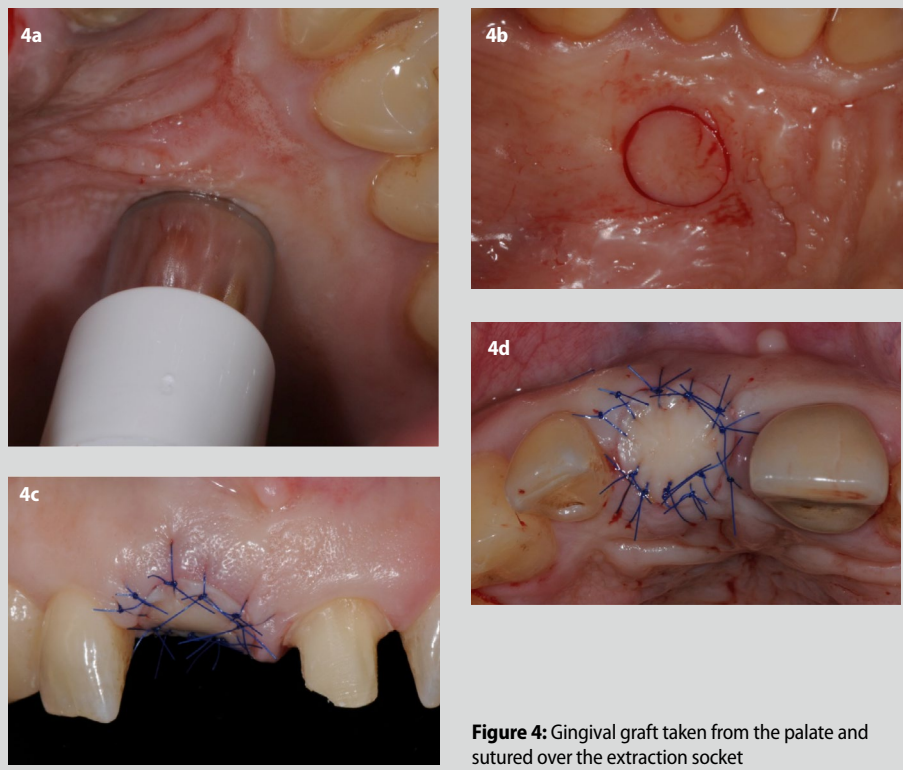 4a
4b
4c
4d
Figure 4: Gingival graft taken from the palate and
sutured over the extraction socket